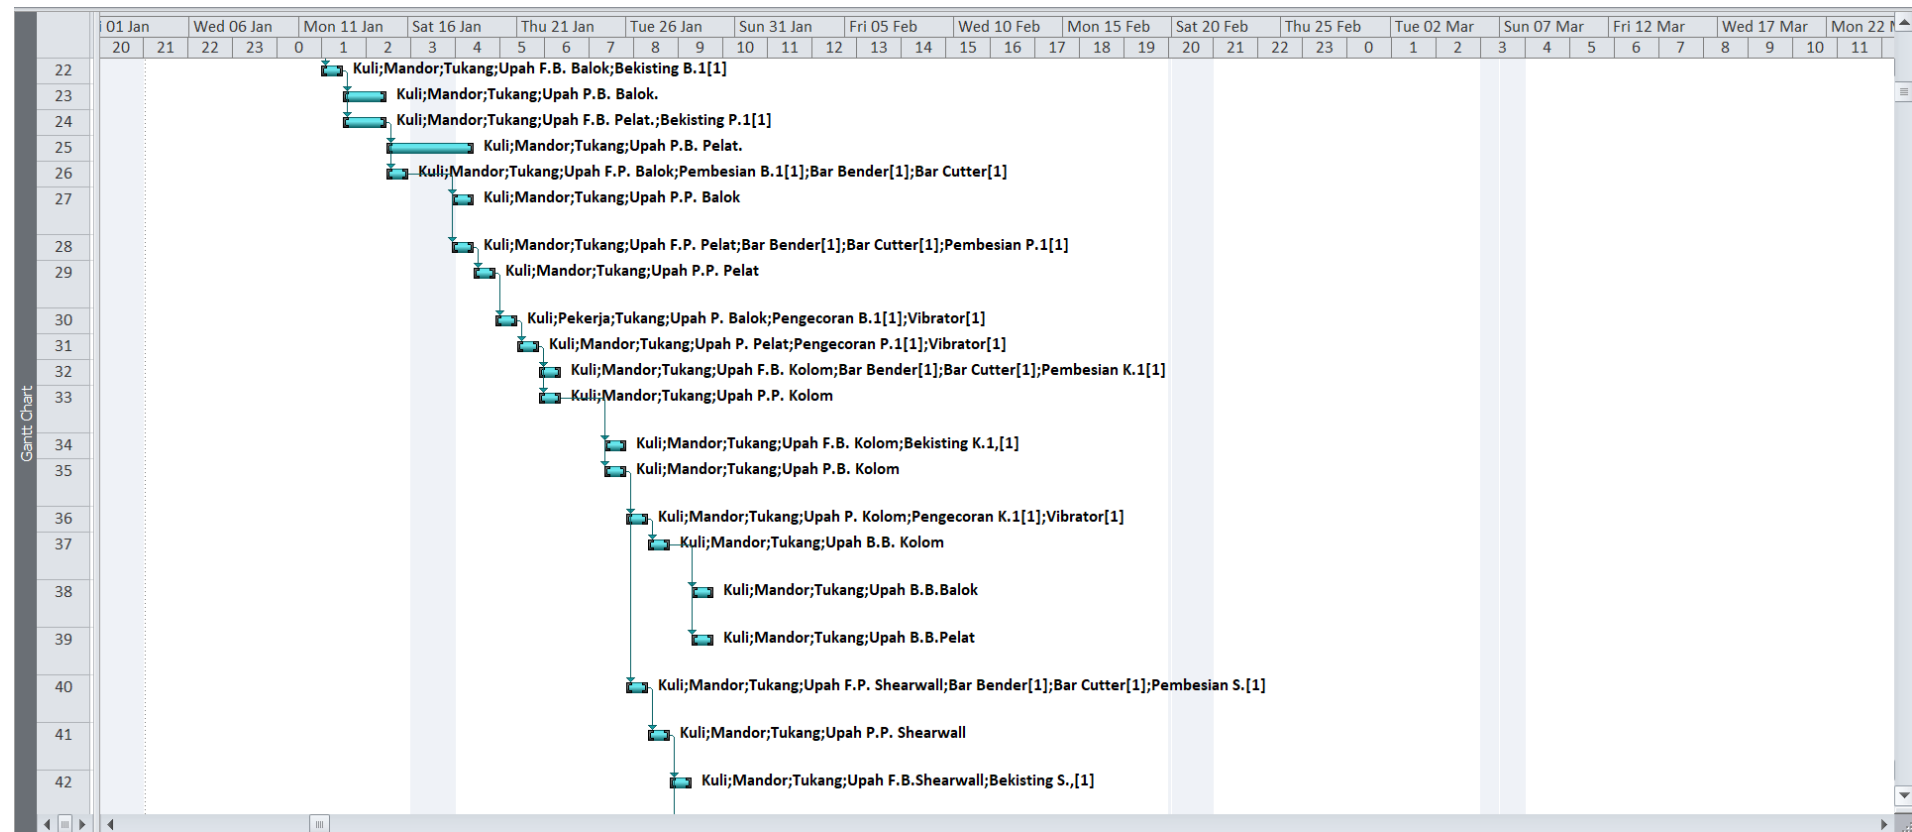 01 Jan Wed 06 Jan Mon 11 Jan Sat 16 Jan Thu 21 Jan Tue 26 Jan Sun 31 Jan Fri 05 Feb Wed 10 Feb Mon 15 Feb Sat 20 Feb Thu 25 Feb Tue 02 Mar Sun 07 Mar Fri 12 Mar Wed 17 Mar Mon 22
20 21 22 23 0 1 2 3 4 5 6 7 8 9 10 11 12 13 14 15 16 17 18 19 20 21 22 23 0 1 2 3 4 5 6 7 8 9 10 11
22 Kuli;Mandor;Tukang;Upah F.B. Balok;Bekisting B.1[1]
23 Kuli;Mandor;Tukang;Upah P.B. Balok.
24 Kuli;Mandor;Tukang;Upah F.B. Pelat.;Bekisting P.1[1]
25 Kuli;Mandor;Tukang;Upah P.B. Pelat.
26 Kuli;Mandor;Tukang;Upah F.P. Balok;Pembesian B.1[1];Bar Bender[1];Bar Cutter[1]
27 Kuli;Mandor;Tukang;Upah P.P. Balok
28 Kuli;Mandor;Tukang;Upah F.P. Pelat;Bar Bender[1];Bar Cutter[1];Pembesian P.1[1]
29 Kuli;Mandor;Tukang;Upah P.P. Pelat
30 Kuli;Pekerja;Tukang;Upah P. Balok;Pengecoran B.1[1];Vibrator[1]
31 Kuli;Mandor;Tukang;Upah P. Pelat;Pengecoran P.1[1];Vibrator[1]
32 Kuli;Mandor;Tukang;Upah F.B. Kolom;Bar Bender[1];Bar Cutter[1];Pembesian K.1[1]
33 Kuli;Mandor;Tukang;Upah P.P. Kolom
Gantt Chart
34 Kuli;Mandor;Tukang;Upah F.B. Kolom;Bekisting K.1,[1]
35 Kuli;Mandor;Tukang;Upah P.B. Kolom
36 Kuli;Mandor;Tukang;Upah P. Kolom;Pengecoran K.1[1];Vibrator[1]
37 Kuli;Mandor;Tukang;Upah B.B. Kolom
38 Kuli;Mandor;Tukang;Upah B.B.Balok
39 Kuli;Mandor;Tukang;Upah B.B.Pelat
40 Kuli;Mandor;Tukang;Upah F.P. Shearwall;Bar Bender[1];Bar Cutter[1];Pembesian S.[1]
41 Kuli;Mandor;Tukang;Upah P.P. Shearwall
42 Kuli;Mandor;Tukang;Upah F.B.Shearwall;Bekisting S.,[1]